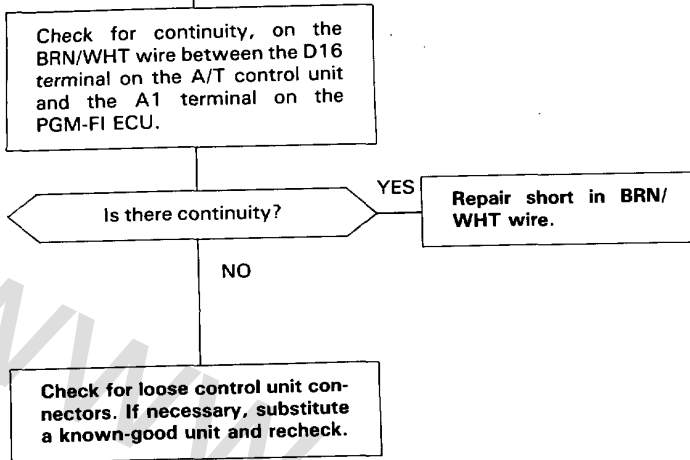 Check for continuity, on the
BRN/WHT wire between the D16
terminal on the A/T control unit
and the A1 terminal on the
PGM-FI ECU.
Is there continuity?
YES
Repair short in BRN/
WHT wire.
NO
Check for loose control unit con-
nectors. If necessary, substitute
a known-good unit and recheck.
WWW